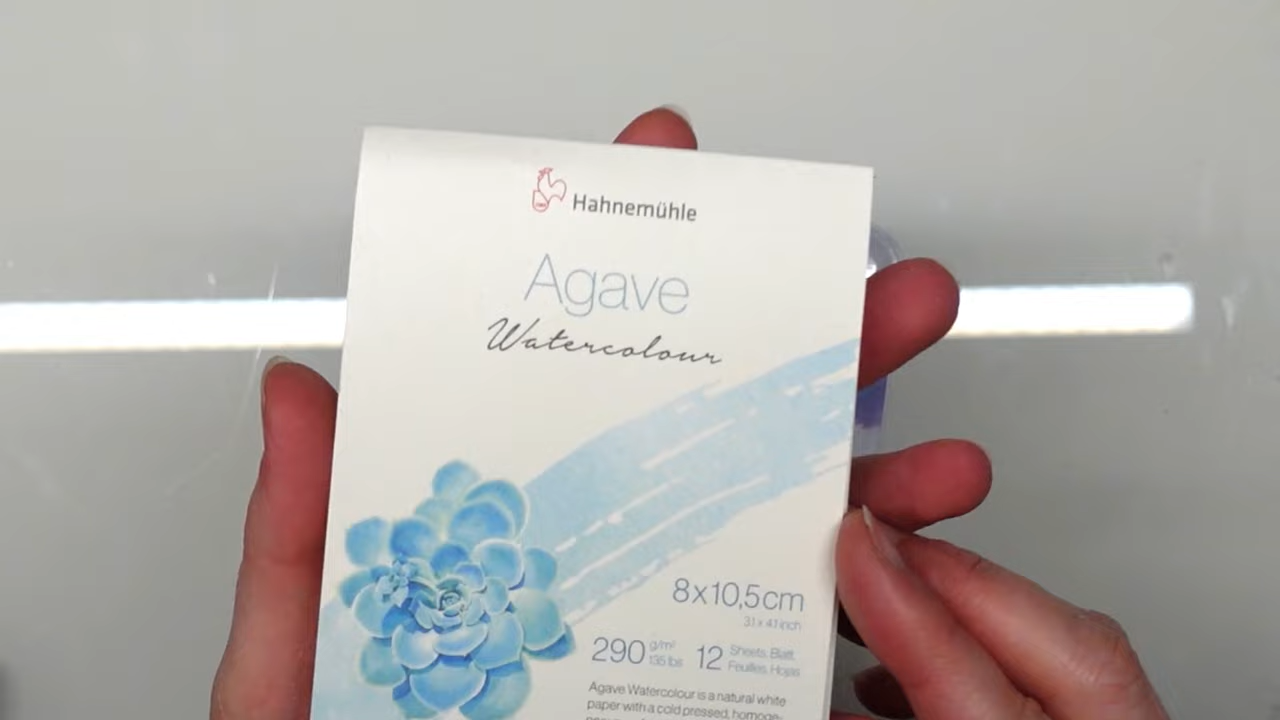 Hahnemühle
Agave
Watercolour
8x10,5cm
3.1 x 4.1 inch
290 g/m² 135 lbs 12 Sheets, Blatt, Feuilles, Hojas
Agave Watercolour is a natural white
paper with a cold pressed, homoge-